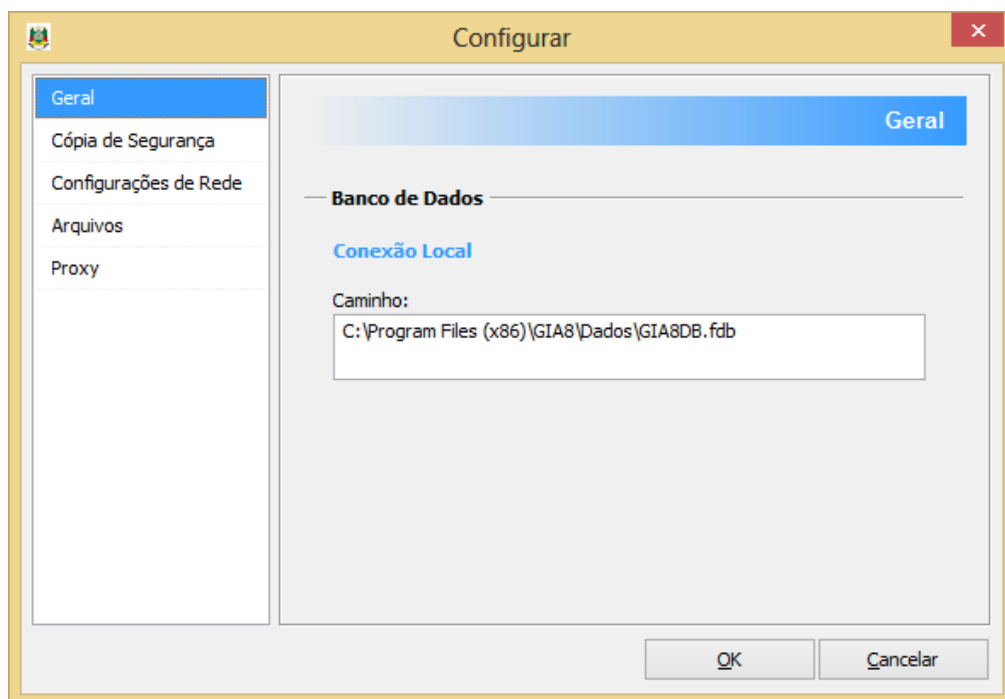 Configurar
Geral
Cópia de Segurança
Configurações de Rede
Arquivos
Proxy
Geral
Banco de Dados
Conexão Local
Caminho:
C:\Program Files (x86)\GIA8\Dados\GIA8DB.fdb
OK
Cancelar